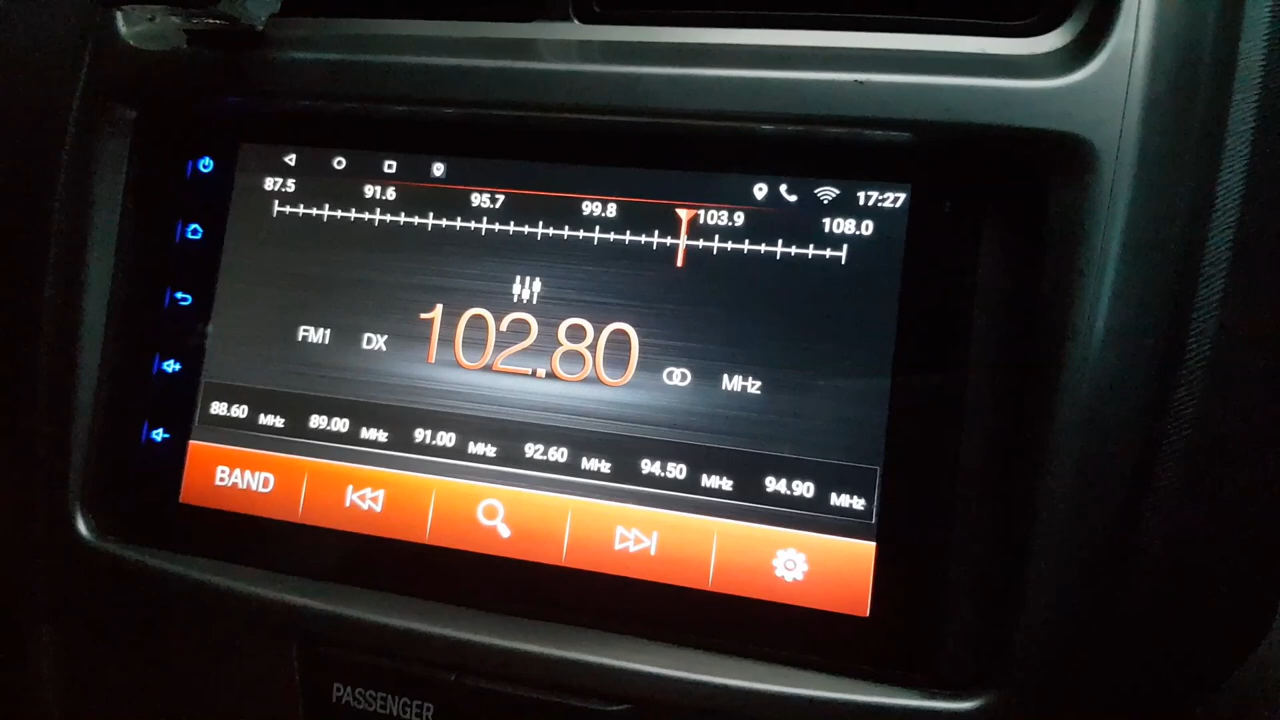 17:27
87.5 91.6 95.7 99.8 103.9 108.0
FM1 DX 102.80 MHz
88.60 MHz 89.00 MHz 91.00 MHz 92.60 MHz 94.50 MHz 94.90 MHz
BAND
PASSENGER